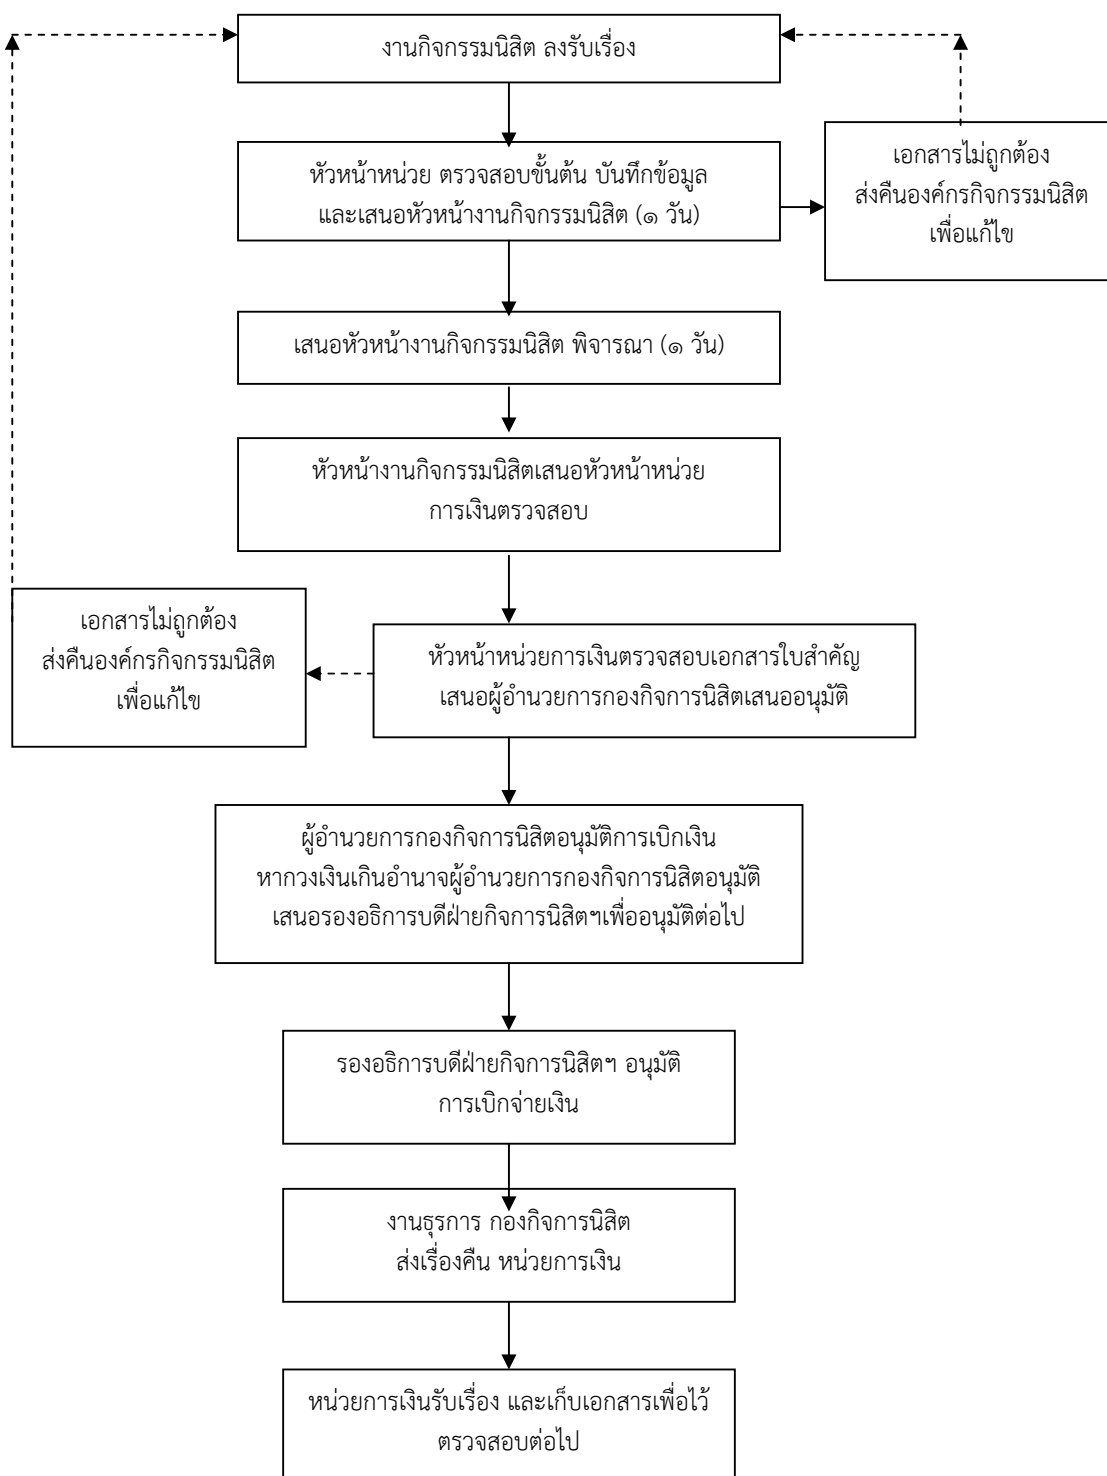 งานกิจกรรมนิสิต ลงรับเรื่อง
หัวหน้าหน่วย ตรวจสอบขั้นต้น บันทึกข้อมูล
และเสนอหัวหน้างานกิจกรรมนิสิต (๑ วัน)
เอกสารไม่ถูกต้อง
ส่งคืนองค์กรกิจกรรมนิสิต
เพื่อแก้ไข
เสนอหัวหน้างานกิจกรรมนิสิต พิจารณา (๑ วัน)
หัวหน้างานกิจกรรมนิสิตเสนอหัวหน้าหน่วย
การเงินตรวจสอบ
เอกสารไม่ถูกต้อง
ส่งคืนองค์กรกิจกรรมนิสิต
เพื่อแก้ไข
หัวหน้าหน่วยการเงินตรวจสอบเอกสารใบสำคัญ
เสนอผู้อำนวยการกองกิจการนิสิตเสนออนุมัติ
ผู้อำนวยการกองกิจการนิสิตอนุมัติการเบิกเงิน
หากวงเงินเกินอำนาจผู้อำนวยการกองกิจการนิสิตอนุมัติ
เสนอรองอธิการบดีฝ่ายกิจการนิสิตฯเพื่ออนุมัติต่อไป
รองอธิการบดีฝ่ายกิจการนิสิตฯ อนุมัติ
การเบิกจ่ายเงิน
งานธุรการ กองกิจการนิสิต
ส่งเรื่องคืน หน่วยการเงิน
หน่วยการเงินรับเรื่อง และเก็บเอกสารเพื่อไว้
ตรวจสอบต่อไป